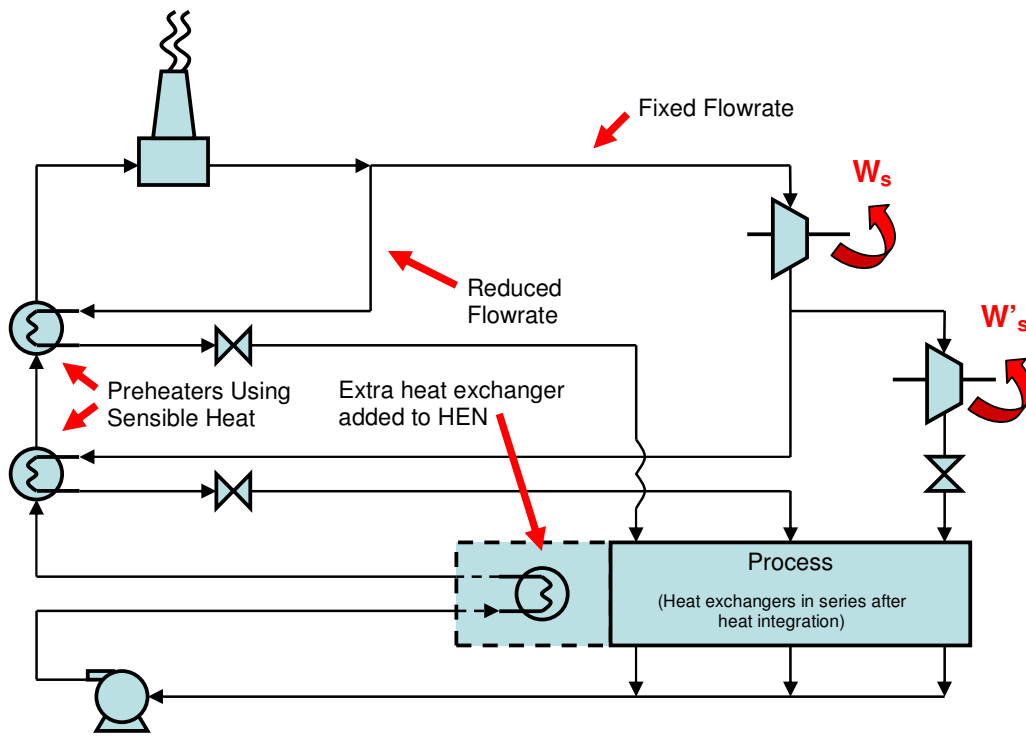 Fixed Flowrate
Ws
Reduced
Flowrate
W’s
Preheaters Using
Sensible Heat
Extra heat exchanger
added to HEN
Process
(Heat exchangers in series after
heat integration)